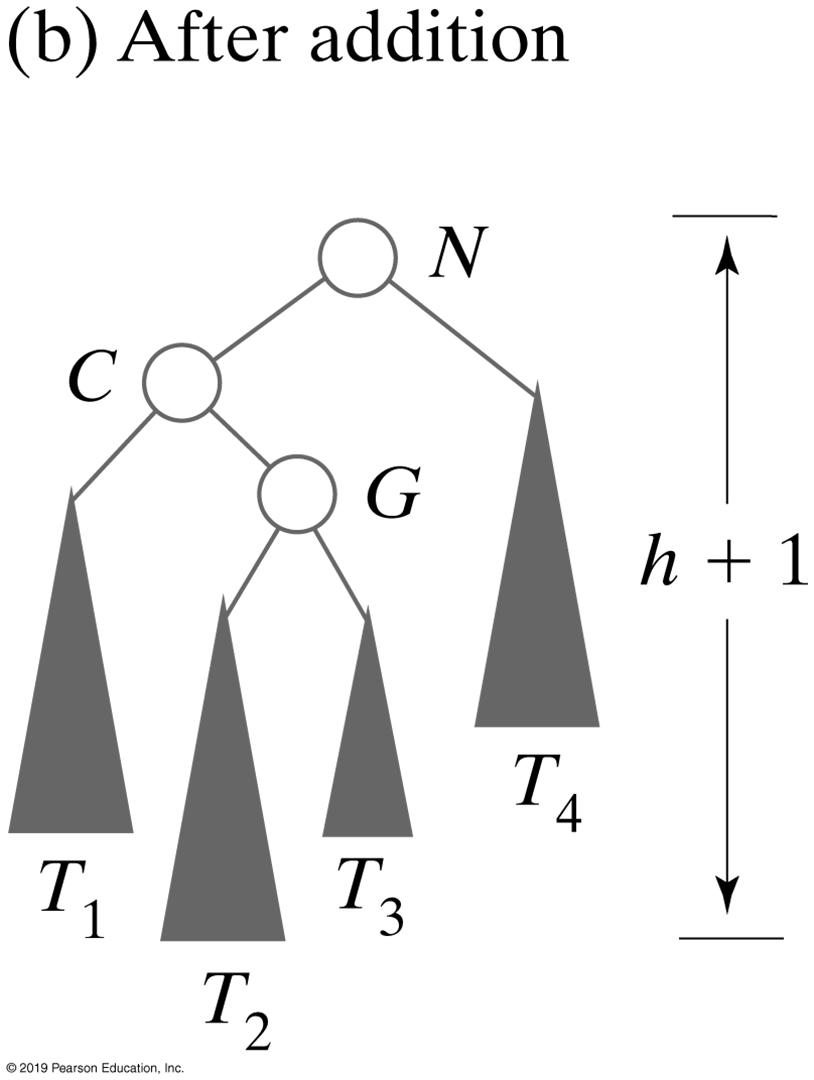 (b) After addition
N
C
G
h + 1
T4
T1
T3
T2
© 2019 Pearson Education, Inc.